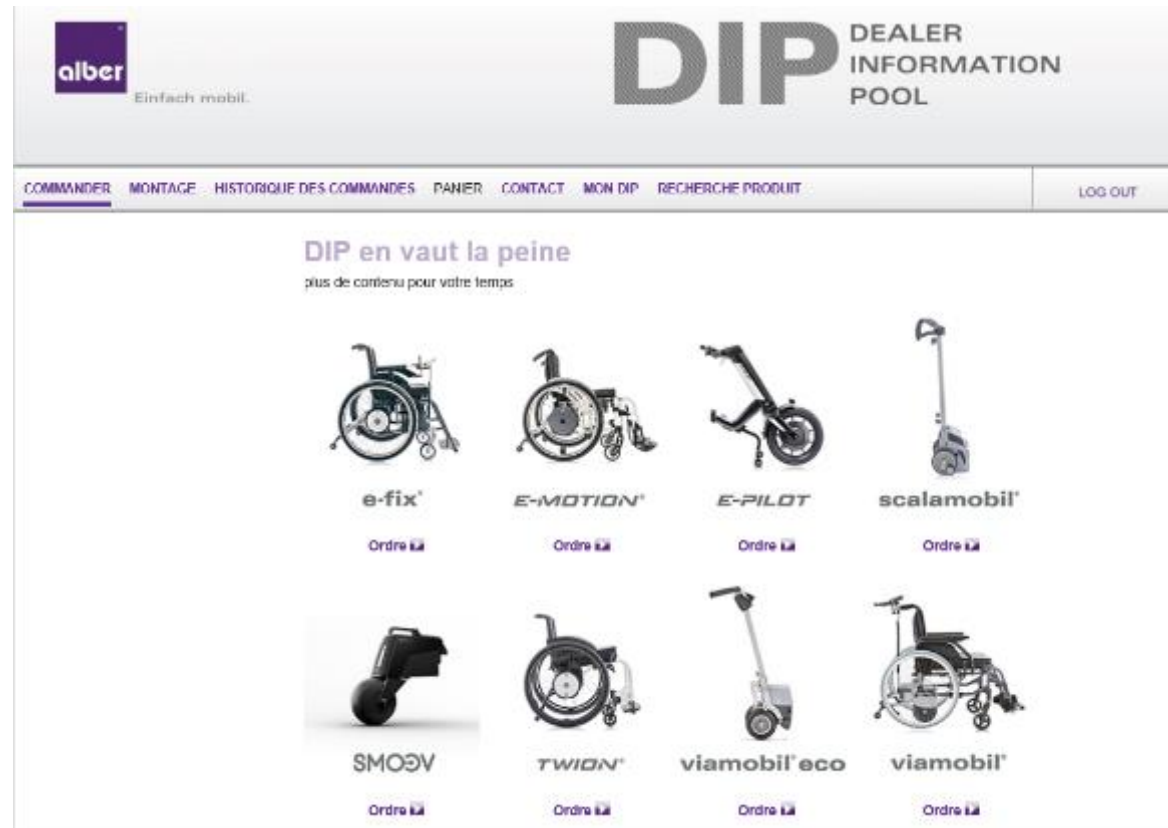 alber
Einfach mobil.
DIP
DEALER
INFORMATION
POOL
COMMANDER MONTAGE HISTORIQUE DES COMMANDES PANIER CONTACT MON DIP RECHERCHE PRODUIT LOG OUT
DIP en vaut la peine
plus de contenu pour votre temps
e-fix® E-MOTION® E-PILOT scalamobil®
Ordre Ordre Ordre Ordre
SMOOV TWION® viamobil®eco viamobil®
Ordre Ordre Ordre Ordre